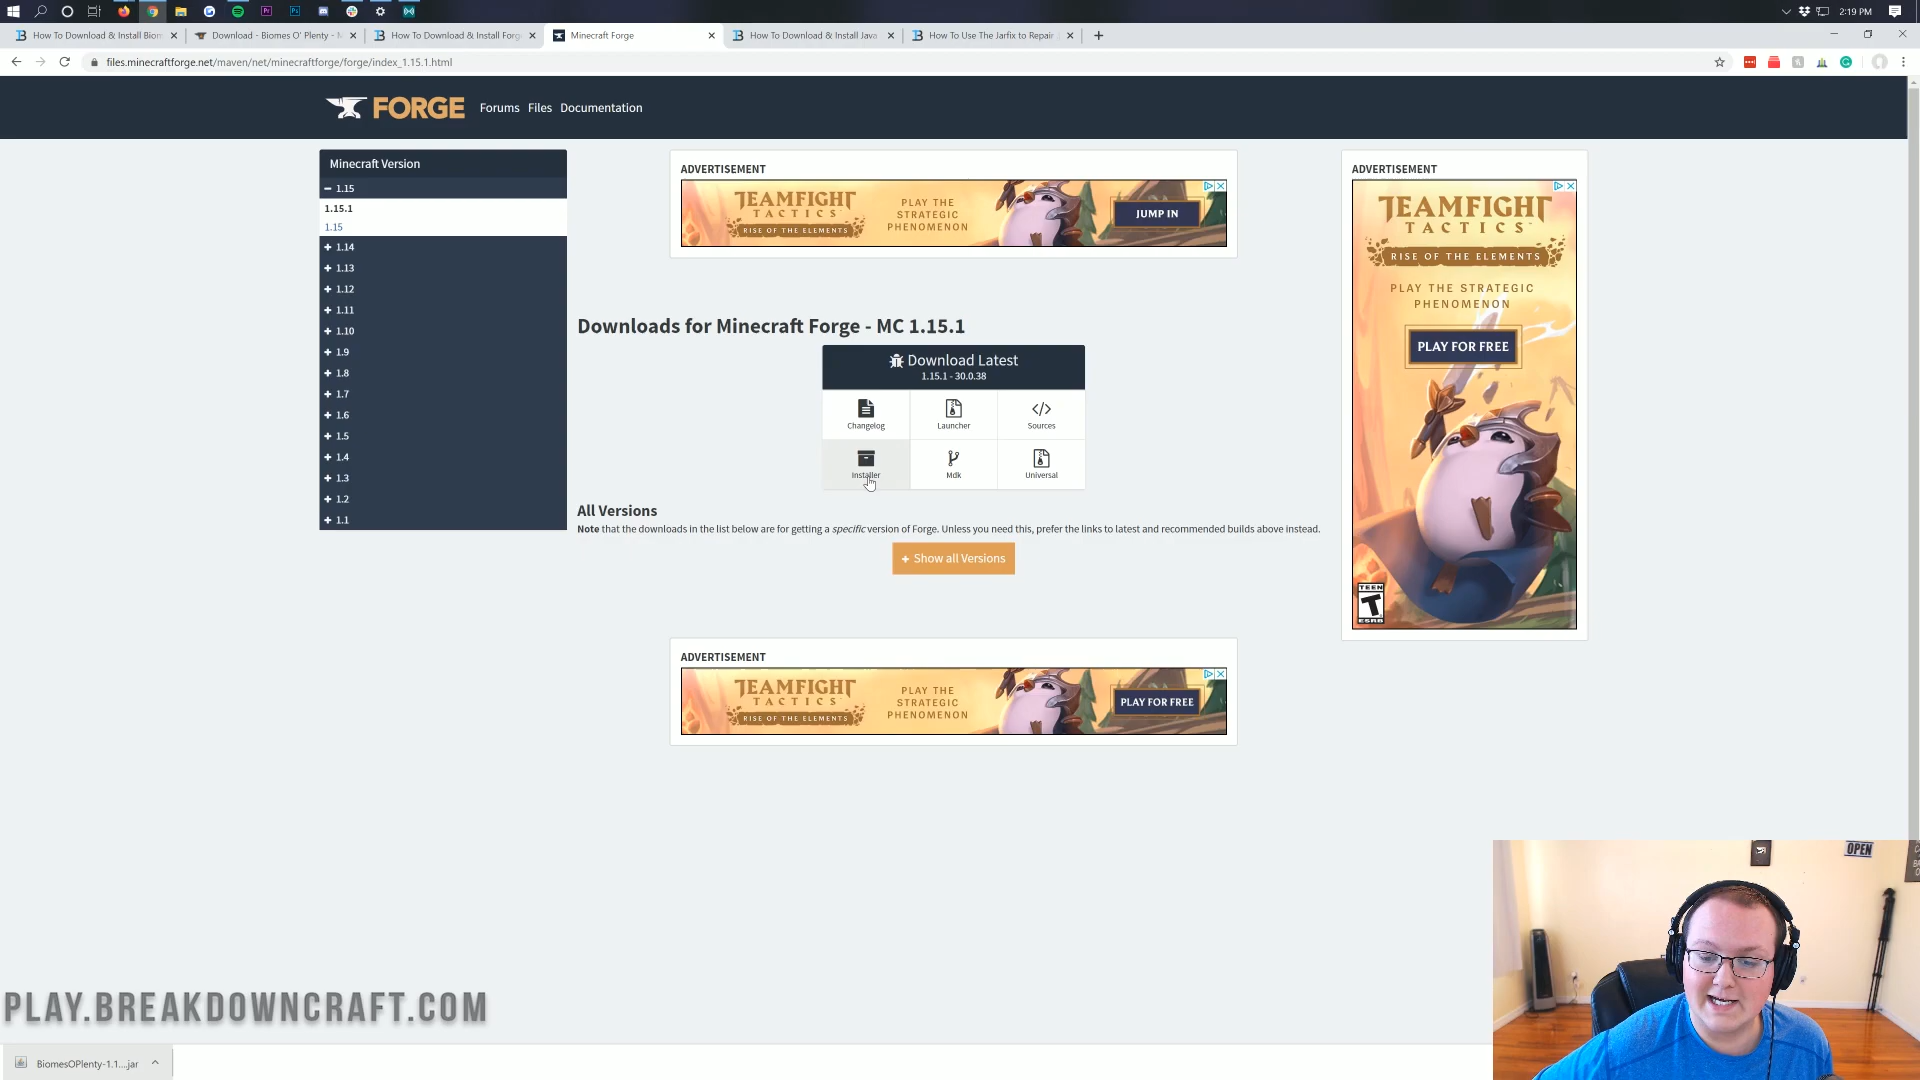 2:19 PM
How To Download & Install Biom
Download - Biomes O' Plenty - M
How To Download & Install Forg
Minecraft Forge
How To Download & Install Java
How To Use The Jarfix to Repair
files.minecraftforge.net/maven/net/minecraftforge/forge/index_1.15.1.html
FORGE
Forums Files Documentation
Minecraft Version
1.15
1.15.1
1.15
1.14
1.13
1.12
1.11
1.10
1.9
1.8
1.7
1.6
1.5
1.4
1.3
1.2
1.1
ADVERTISEMENT
TEAMFIGHT
TACTICS
RISE OF THE ELEMENTS
PLAY THE
STRATEGIC
PHENOMENON
JUMP IN
Downloads for Minecraft Forge - MC 1.15.1
Download Latest
1.15.1 - 30.0.38
Changelog
Launcher
Sources
Installer
Mdk
Universal
All Versions
Note that the downloads in the list below are for getting a specific version of Forge. Unless you need this, prefer the links to latest and recommended builds above instead.
+ Show all Versions
ADVERTISEMENT
TEAMFIGHT
TACTICS
RISE OF THE ELEMENTS
PLAY THE
STRATEGIC
PHENOMENON
PLAY FOR FREE
ADVERTISEMENT
TEAMFIGHT
TACTICS
RISE OF THE ELEMENTS
PLAY THE STRATEGIC
PHENOMENON
PLAY FOR FREE
TEEN
T
ESRB
OPEN
PLAY.BREAKDOWNCRAFT.COM
BiomesOPlenty-1.1....jar